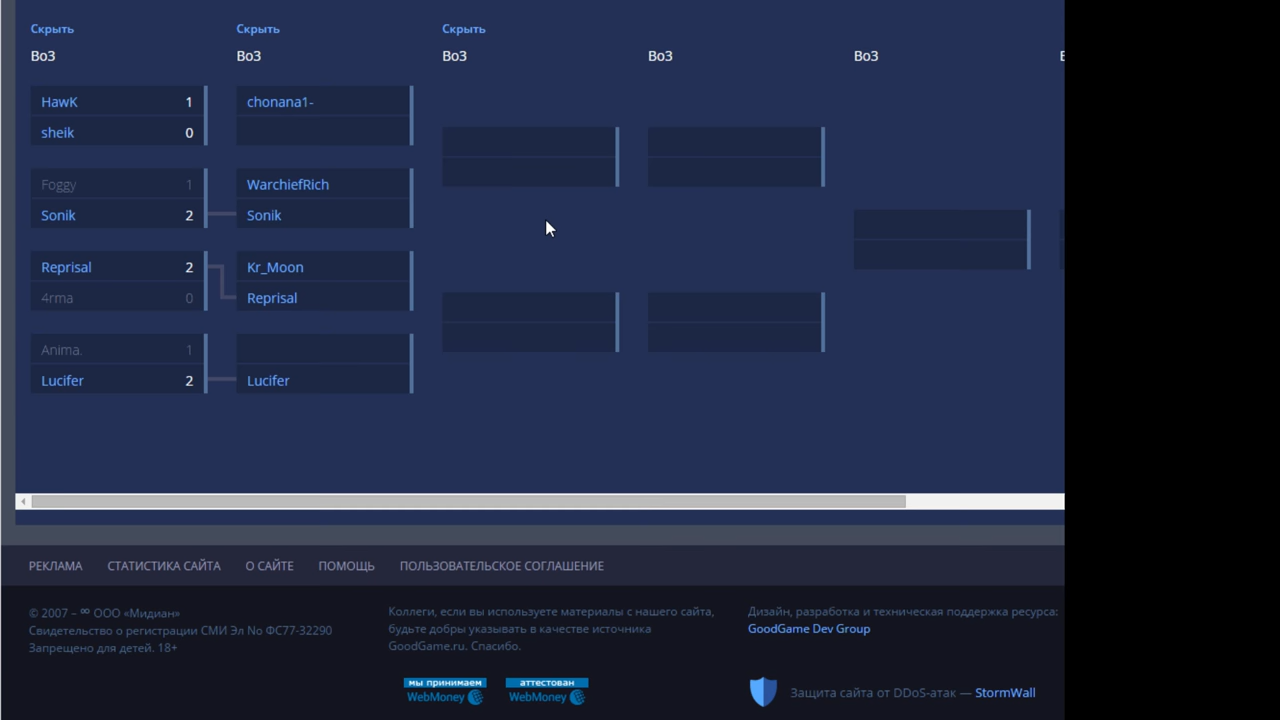 Скрыть Скрыть Скрыть
Bo3 Bo3 Bo3 Bo3 Bo3
HawK 1
sheik 0
Foggy 1
Sonik 2
Reprisal 2
4rma 0
Anima. 1
Lucifer 2
chonana1-
WarchiefRich
Sonik
Kr_Moon
Reprisal
Lucifer
РЕКЛАМА СТАТИСТИКА САЙТА О САЙТЕ ПОМОЩЬ ПОЛЬЗОВАТЕЛЬСКОЕ СОГЛАШЕНИЕ
© 2007 – ∞ ООО «Мидиан»
Свидетельство о регистрации СМИ Эл No ФС77-32290
Запрещено для детей. 18+
Коллеги, если вы используете материалы с нашего сайта,
будьте добры указывать в качестве источника
GoodGame.ru. Спасибо.
мы принимаем
WebMoney
аттестован
WebMoney
Дизайн, разработка и техническая поддержка ресурса:
GoodGame Dev Group
Защита сайта от DDoS-атак — StormWall